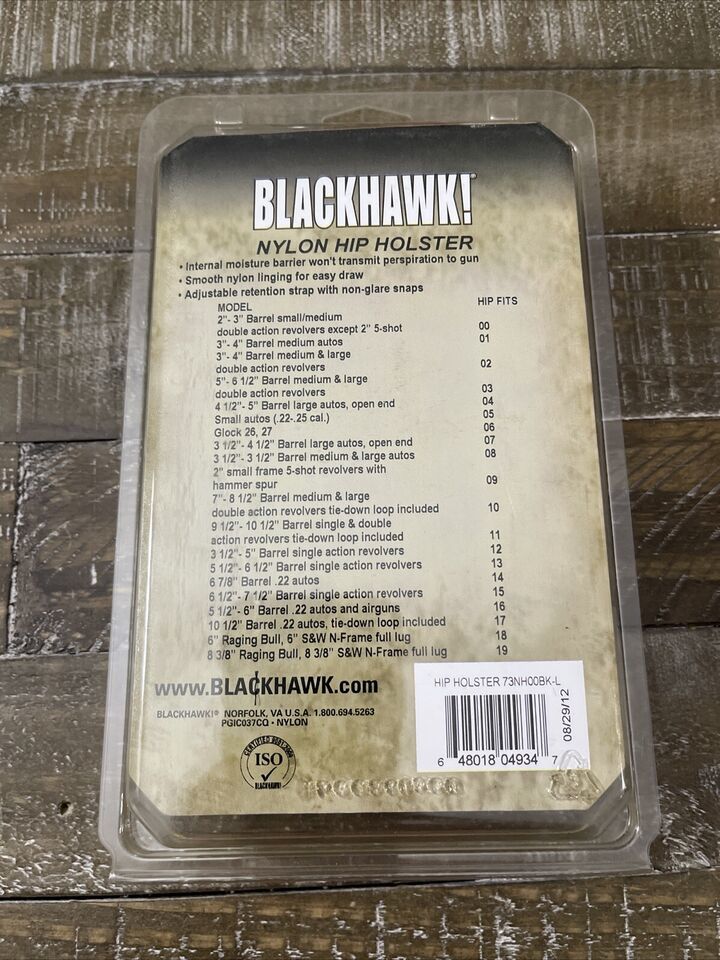 BLACKHAWK!®
NYLON HIP HOLSTER
• Internal moisture barrier won't transmit perspiration to gun
• Smooth nylon linging for easy draw
• Adjustable retention strap with non-glare snaps
MODEL HIP FITS
2"- 3" Barrel small/medium
double action revolvers except 2" 5-shot 00
3"- 4" Barrel medium autos 01
3"- 4" Barrel medium & large
double action revolvers 02
5"- 6 1/2" Barrel medium & large
double action revolvers 03
4 1/2"- 5" Barrel large autos, open end 04
Small autos (.22-.25 cal.) 05
Glock 26, 27 06
3 1/2"- 4 1/2" Barrel large autos, open end 07
3 1/2"- 3 1/2" Barrel medium & large autos 08
2" small frame 5-shot revolvers with
hammer spur 09
7"- 8 1/2" Barrel medium & large
double action revolvers tie-down loop included 10
9 1/2"- 10 1/2" Barrel single & double
action revolvers tie-down loop included 11
3 1/2"- 5" Barrel single action revolvers 12
5 1/2"- 6 1/2" Barrel single action revolvers 13
6 7/8" Barrel .22 autos 14
6 1/2"- 7 1/2" Barrel single action revolvers 15
5 1/2"- 6" Barrel .22 autos and airguns 16
10 1/2" Barrel .22 autos, tie-down loop included 17
6" Raging Bull, 6" S&W N-Frame full lug 18
8 3/8" Raging Bull, 8 3/8" S&W N-Frame full lug 19
www.BLACKHAWK.com
BLACKHAWK!® NORFOLK, VA U.S.A. 1.800.694.5263
PGIC037CQ • NYLON
ISO
BLACKHAWK!
HIP HOLSTER 73NH00BK-L
08/29/12
6 48018 04934 7